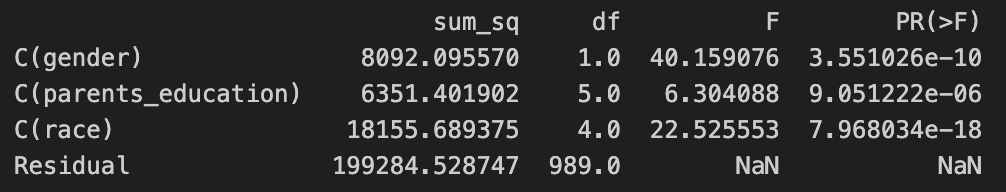 sum_sq df F PR(>F)
C(gender) 8092.095570 1.0 40.159076 3.551026e-10
C(parents_education) 6351.401902 5.0 6.304088 9.051222e-06
C(race) 18155.689375 4.0 22.525553 7.968034e-18
Residual 199284.528747 989.0 NaN NaN